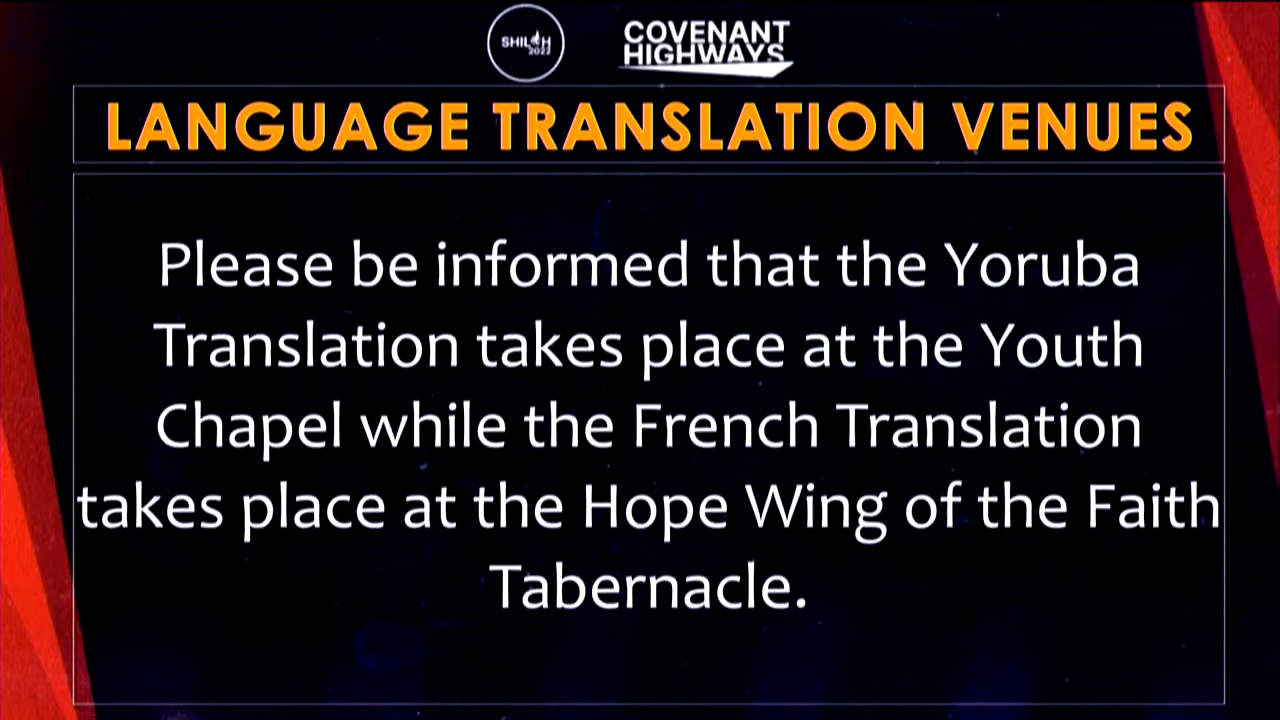 SHILOH
2022
COVENANT
HIGHWAYS
LANGUAGE TRANSLATION VENUES
Please be informed that the Yoruba
Translation takes place at the Youth
Chapel while the French Translation
takes place at the Hope Wing of the Faith
Tabernacle.